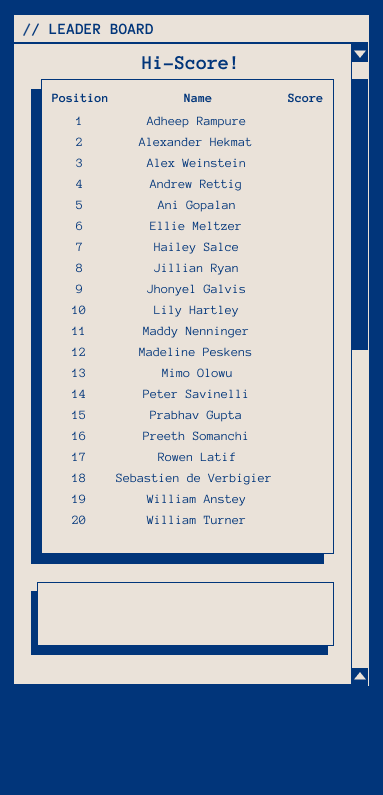 // LEADER BOARD
Hi-Score!
Position Name Score
1 Adheep Rampure
2 Alexander Hekmat
3 Alex Weinstein
4 Andrew Rettig
5 Ani Gopalan
6 Ellie Meltzer
7 Hailey Salce
8 Jillian Ryan
9 Jhonyel Galvis
10 Lily Hartley
11 Maddy Nenninger
12 Madeline Peskens
13 Mimo Olowu
14 Peter Savinelli
15 Prabhav Gupta
16 Preeth Somanchi
17 Rowen Latif
18 Sebastien de Verbigier
19 William Anstey
20 William Turner